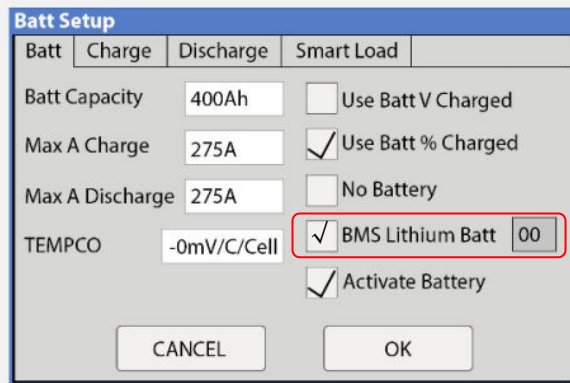 Batt Setup
Batt Charge Discharge Smart Load
Batt Capacity 400Ah Use Batt V Charged
Max A Charge 275A Use Batt % Charged
Max A Discharge 275A No Battery
TEMPCO -0mV/C/Cell BMS Lithium Batt 00
Activate Battery
CANCEL OK